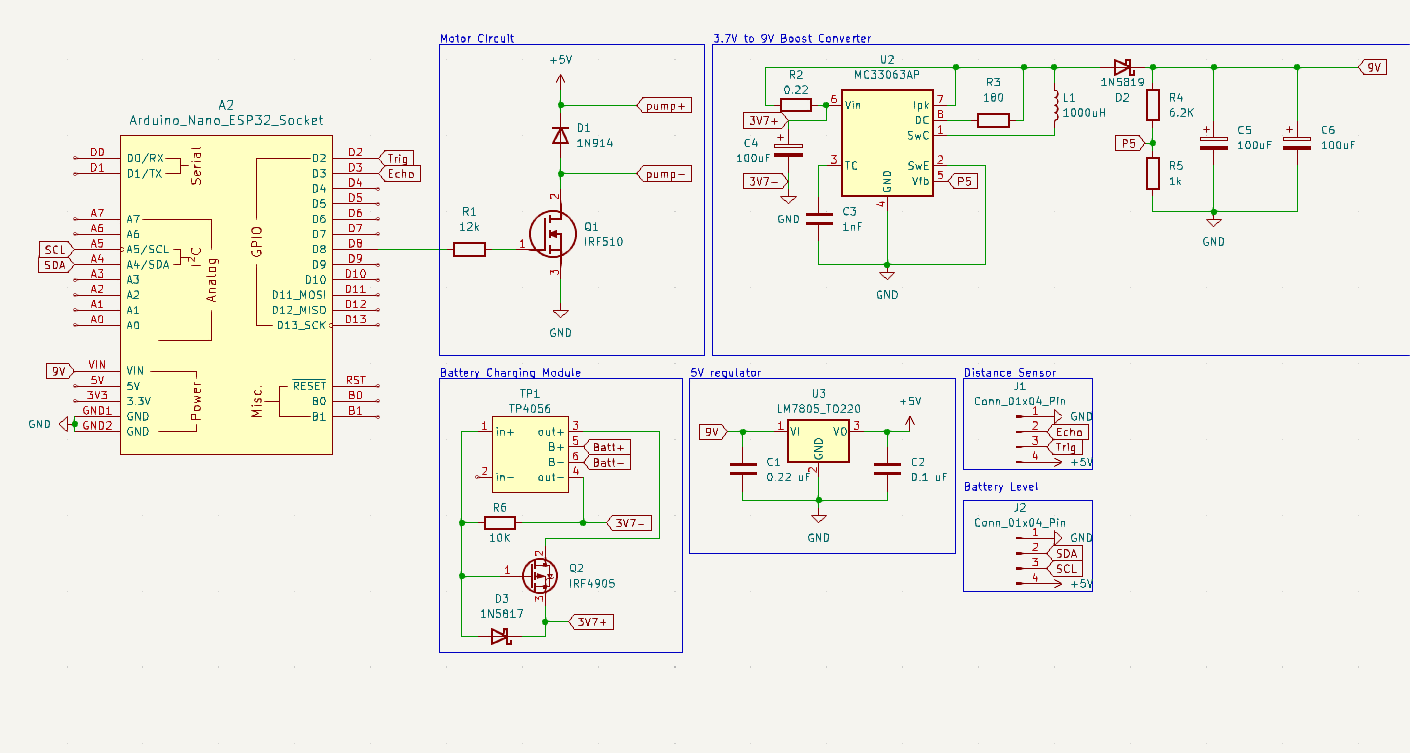 Motor Circuit
+5V
pump+
D1
1N914
pump-
2
Q1
IRF510
R1
12k
1
3
GND
3.7V to 9V Boost Converter
U2
MC33063AP
R2
0.22
6
Vin
Ipk
7
DC
8
SwC
1
3
TC
SwE
2
Vfb
5
P5
GND
4
3V7+
C4
100uF
3V7-
GND
C3
1nF
GND
R3
180
L1
1000uH
1N5819
D2
9V
R4
6.2K
P5
R5
1k
C5
100uF
C6
100uF
GND
A2
Arduino_Nano_ESP32_Socket
D0
D0/RX
D1
D1/TX
Serial
A7
A7
A6
A6
SCL
A5
A5/SCL
SDA
A4
A4/SDA
I²C
A3
A3
A2
A2
A1
A1
A0
A0
Analog
9V
VIN
VIN
5V
5V
3V3
3.3V
GND1
GND
GND2
GND
GND
Power
GPIO
D2
D2
Trig
D3
D3
Echo
D4
D4
D5
D5
D6
D6
D7
D7
D8
D8
D9
D9
D10
D10
D11_MOSI
D11
D12_MISO
D12
D13_SCK
D13
Misc.
RESET
RST
B0
B0
B1
B1
Battery Charging Module
TP1
TP4056
1
in+
out+
3
B+
5
Batt+
B-
6
Batt-
2
in-
out-
4
R6
10K
3V7-
2
1
Q2
IRF4905
3
D3
1N5817
3V7+
5V regulator
U3
LM7805_TO220
+5V
9V
1
VI
VO
3
GND
2
C1
0.22 uF
C2
0.1 uF
GND
Distance Sensor
J1
Conn_01x04_Pin
1
GND
2
Echo
3
Trig
4
+5V
Battery Level
J2
Conn_01x04_Pin
1
GND
2
SDA
3
SCL
4
+5V